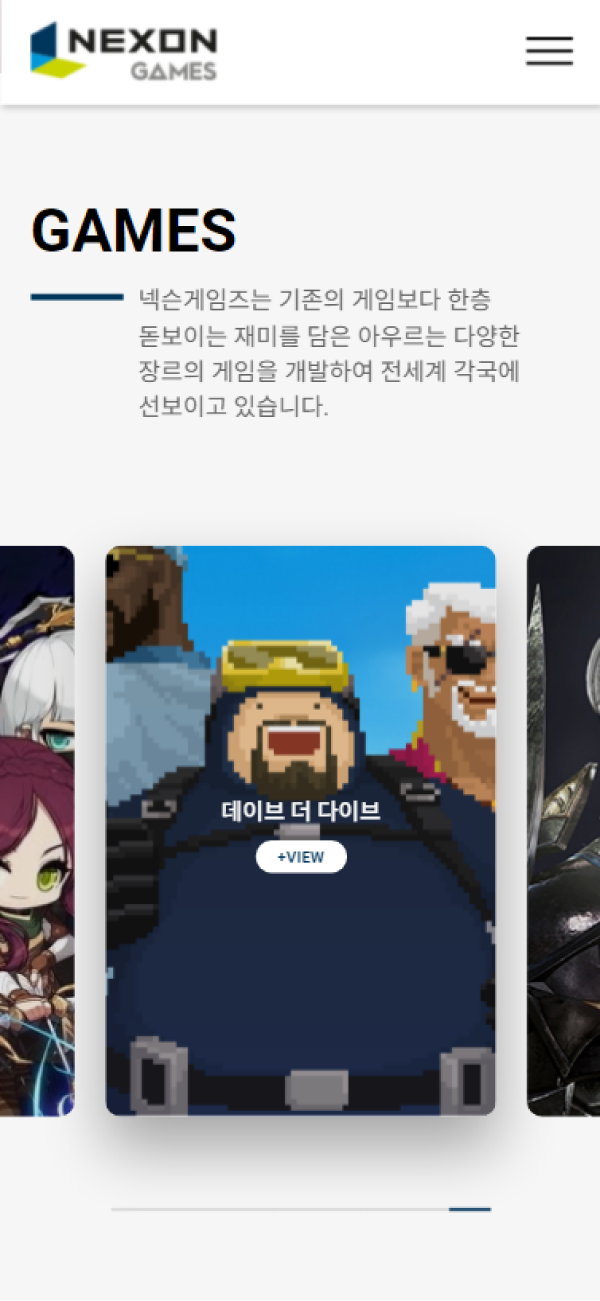 NEXON
GAMES
GAMES
넥슨게임즈는 기존의 게임보다 한층
돋보이는 재미를 담은 아우르는 다양한
장르의 게임을 개발하여 전세계 각국에
선보이고 있습니다.
데이브 더 다이브
+VIEW